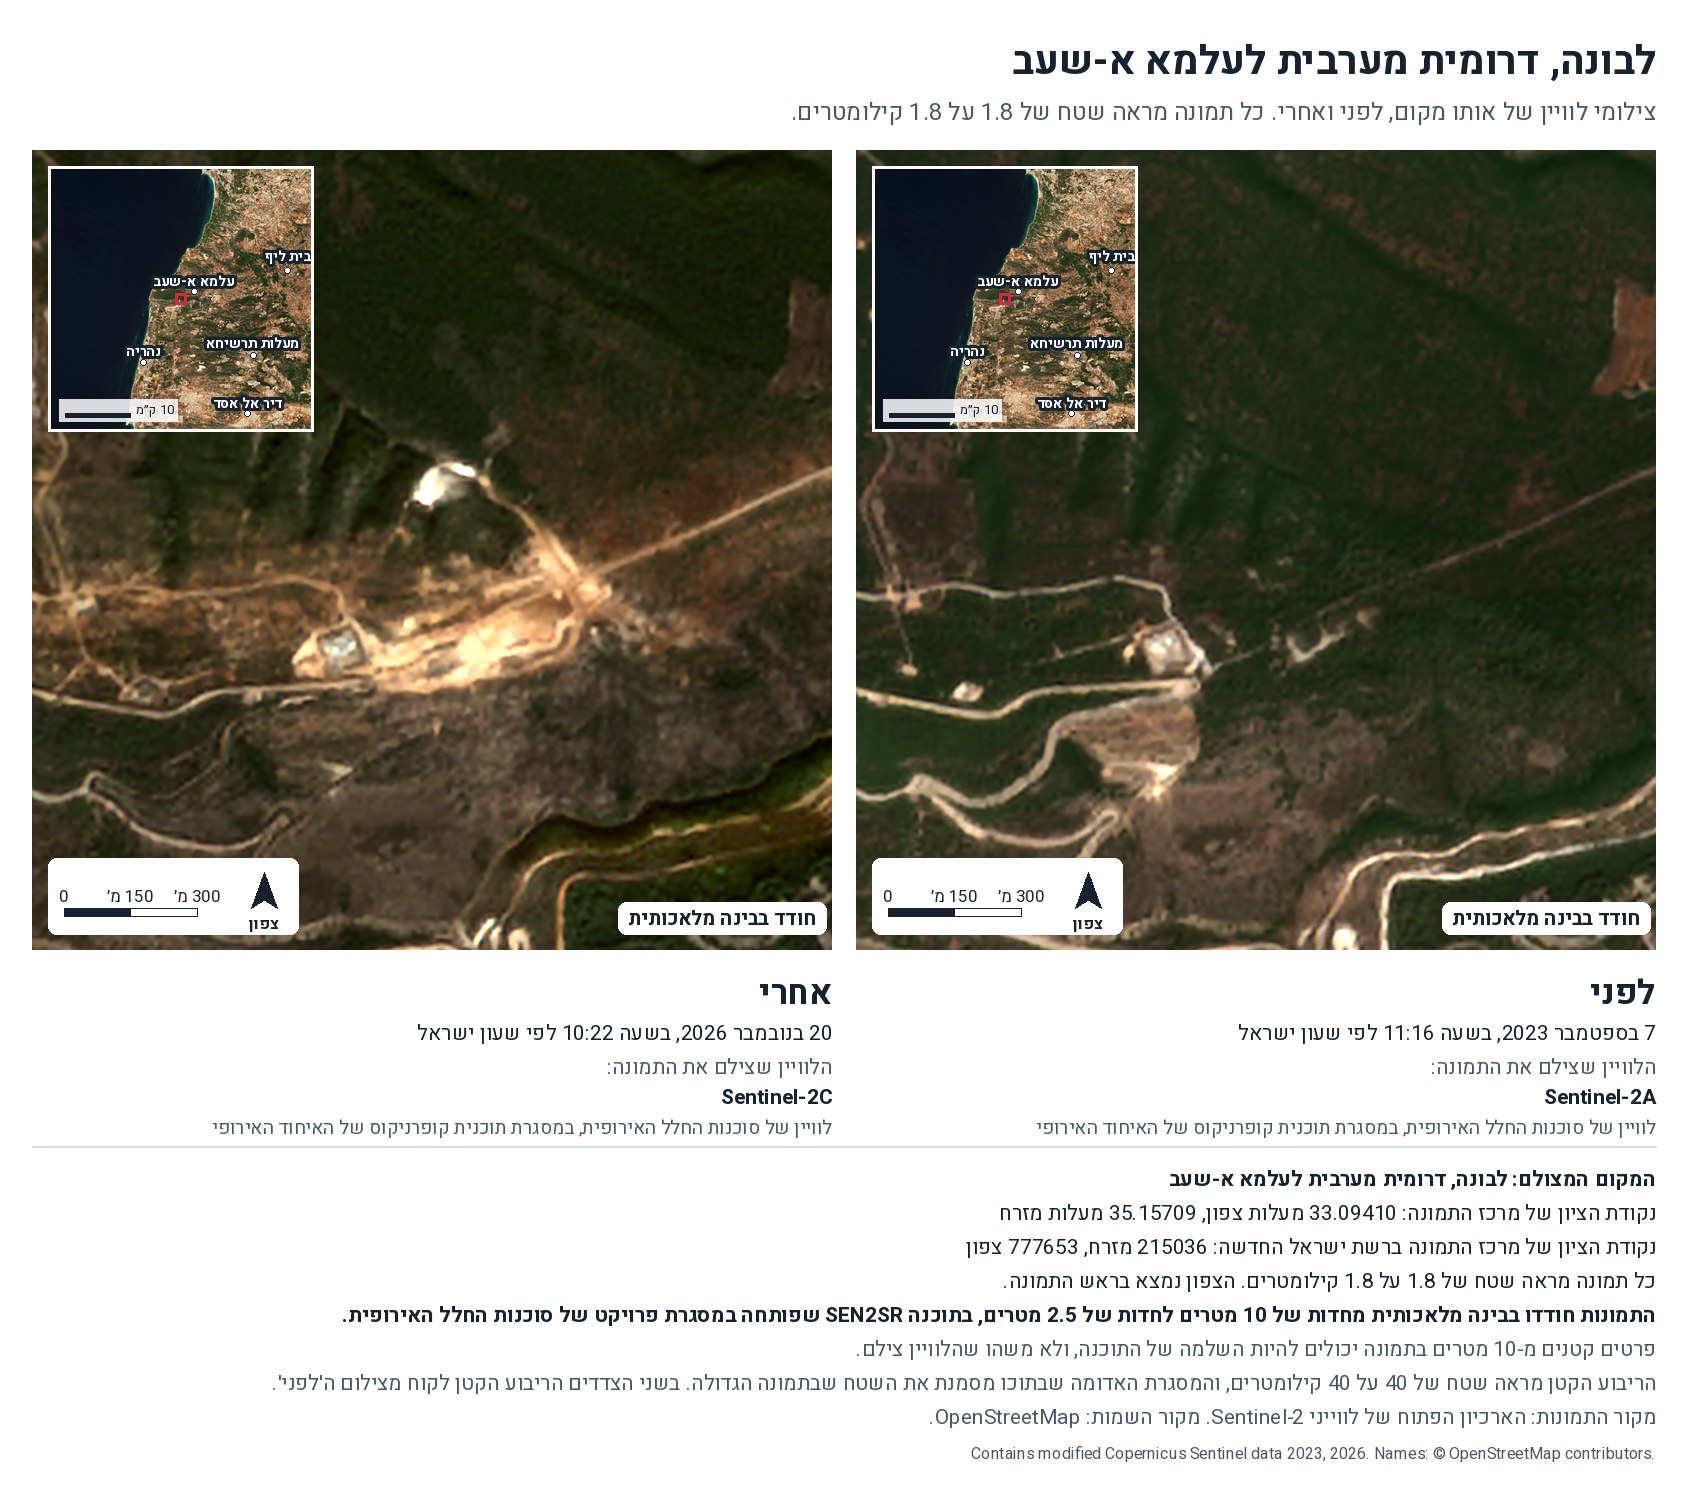 לבונה, דרומית מערבית לעלמא א-שעב
צילומי לוויין של אותו מקום, לפני ואחרי. כל תמונה מראה שטח של 1.8 על 1.8 קילומטרים.
בית ליף
עלמא א-שעב
מעלות תרשיחא
נהריה
דיר אל אסד
10 ק״מ
0 150 מ׳ 300 מ׳
צפון
חודד בבינה מלאכותית
בית ליף
עלמא א-שעב
מעלות תרשיחא
נהריה
דיר אל אסד
10 ק״מ
0 150 מ׳ 300 מ׳
צפון
חודד בבינה מלאכותית
לפני
7 בספטמבר 2023, בשעה 11:16 לפי שעון ישראל
הלוויין שצילם את התמונה:
Sentinel-2A
לוויין של סוכנות החלל האירופית, במסגרת תוכנית קופרניקוס של האיחוד האירופי
אחרי
20 בנובמבר 2026, בשעה 10:22 לפי שעון ישראל
הלוויין שצילם את התמונה:
Sentinel-2C
לוויין של סוכנות החלל האירופית, במסגרת תוכנית קופרניקוס של האיחוד האירופי
המקום המצולם: לבונה, דרומית מערבית לעלמא א-שעב
נקודת הציון של מרכז התמונה: 33.09410 מעלות צפון, 35.15709 מעלות מזרח
נקודת הציון של מרכז התמונה ברשת ישראל החדשה: 215036 מזרח, 777653 צפון
כל תמונה מראה שטח של 1.8 על 1.8 קילומטרים. הצפון נמצא בראש התמונה.
התמונות חודדו בבינה מלאכותית מחדות של 10 מטרים לחדות של 2.5 מטרים, בתוכנה SEN2SR שפותחה במסגרת פרויקט של סוכנות החלל האירופית.
פרטים קטנים מ-10 מטרים בתמונה יכולים להיות השלמה של התוכנה, ולא משהו שהלוויין צילם.
הריבוע הקטן מראה שטח של 40 על 40 קילומטרים, והמסגרת האדומה שבתוכו מסמנת את השטח שבתמונה הגדולה. בשני הצדדים הריבוע הקטן לקוח מצילום ה'לפני'.
מקור התמונות: הארכיון הפתוח של לווייני Sentinel-2. מקור השמות: OpenStreetMap.
Contains modified Copernicus Sentinel data 2023, 2026. Names: © OpenStreetMap contributors.